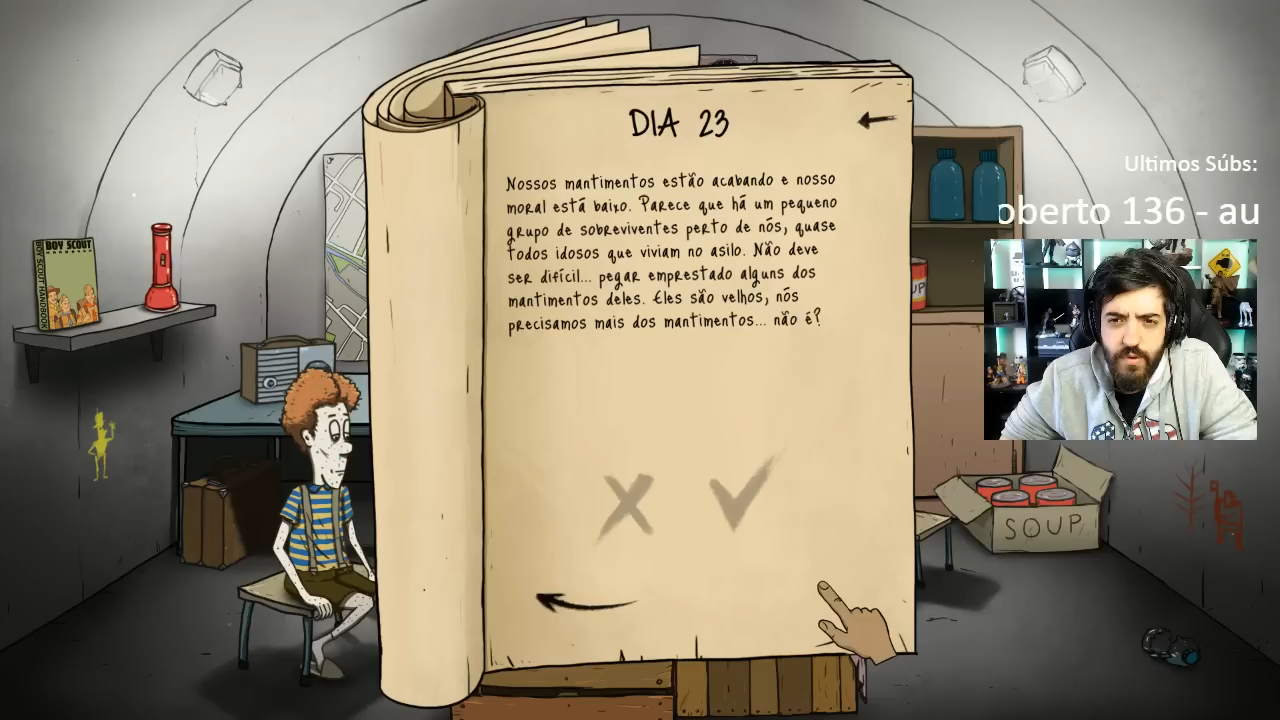 DIA 23
Nossos mantimentos estão acabando e nosso
moral está baixo. Parece que há um pequeno
grupo de sobreviventes perto de nós, quase
todos idosos que viviam no asilo. Não deve
ser difícil... pegar emprestado alguns dos
mantimentos deles. Eles são velhos, nós
precisamos mais dos mantimentos... não é?
Ultimos Súbs:
oberto 136 - au
BOY SCOUT
BOY SCOUT HANDBOOK
UP
SOUP